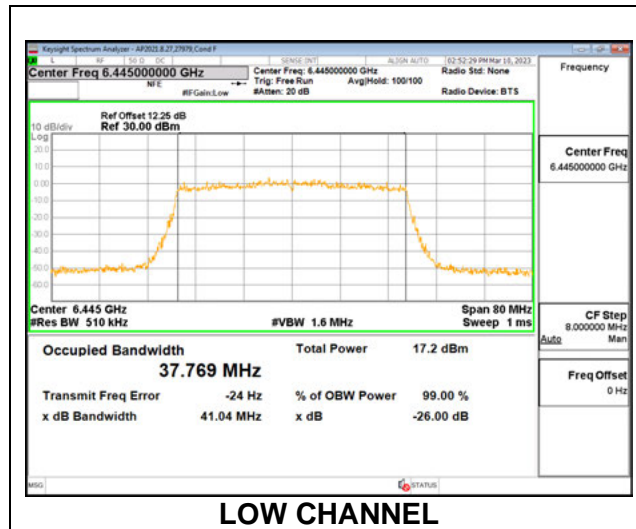 Keysight Spectrum Analyzer - AP2021.8.27,27979,Cond F
L RF 50 Ω DC SENSE:INT ALIGN AUTO 02:52:29 PM Mar 10, 2023
Center Freq 6.445000000 GHz Center Freq: 6.445000000 GHz Radio Std: None Frequency
NFE Trig: Free Run Avg|Hold: 100/100
#IFGain:Low #Atten: 20 dB Radio Device: BTS
Ref Offset 12.25 dB
10 dB/div Ref 30.00 dBm
Log
20.0
10.0
0.00
-10.0
-20.0
-30.0
-40.0
-50.0
-60.0
Center Freq
6.445000000 GHz
Center 6.445 GHz Span 80 MHz
#Res BW 510 kHz #VBW 1.6 MHz Sweep 1 ms
CF Step
8.000000 MHz
Auto Man
Occupied Bandwidth Total Power 17.2 dBm
37.769 MHz
Freq Offset
0 Hz
Transmit Freq Error -24 Hz % of OBW Power 99.00 %
x dB Bandwidth 41.04 MHz x dB -26.00 dB
MSG STATUS
LOW CHANNEL